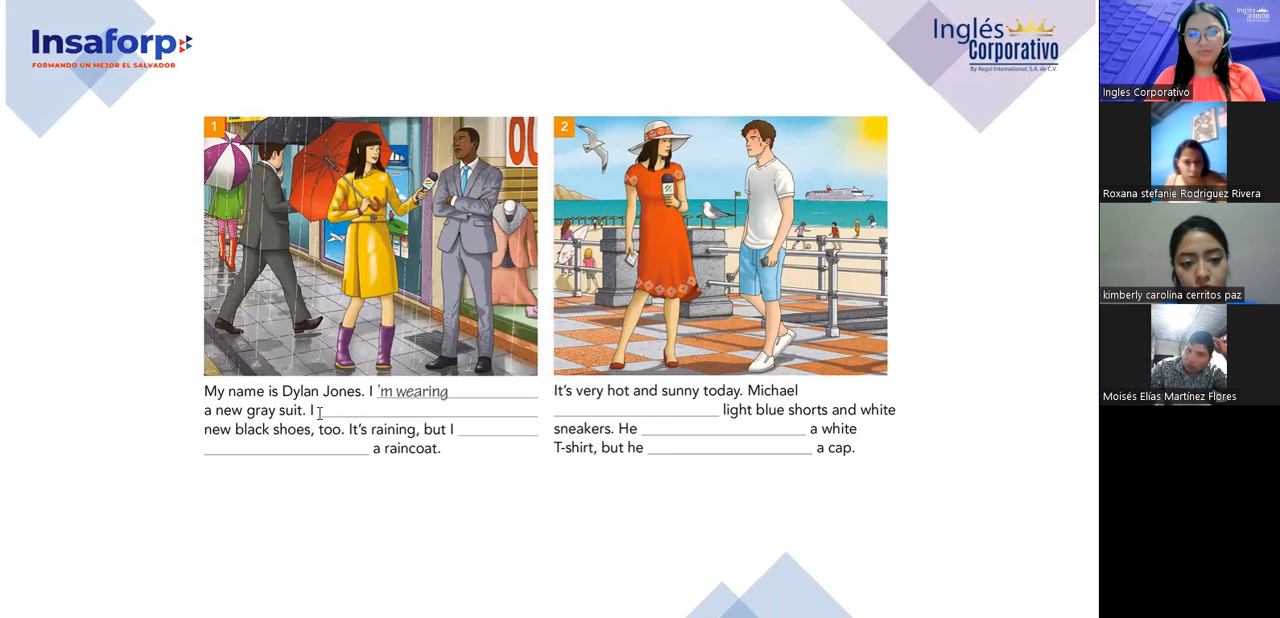 Insaforp
FORMANDO UN MEJOR EL SALVADOR
Inglés
Corporativo
By Regal International, S.A. de C.V.
1
2
My name is Dylan Jones. I 'm wearing
a new gray suit. I
new black shoes, too. It's raining, but I
a raincoat.
It's very hot and sunny today. Michael
light blue shorts and white
sneakers. He a white
T-shirt, but he a cap.
Ingles Corporativo
Roxana stefanie Rodriguez Rivera
kimberly carolina cerritos paz
Moisés Elías Martínez Flores